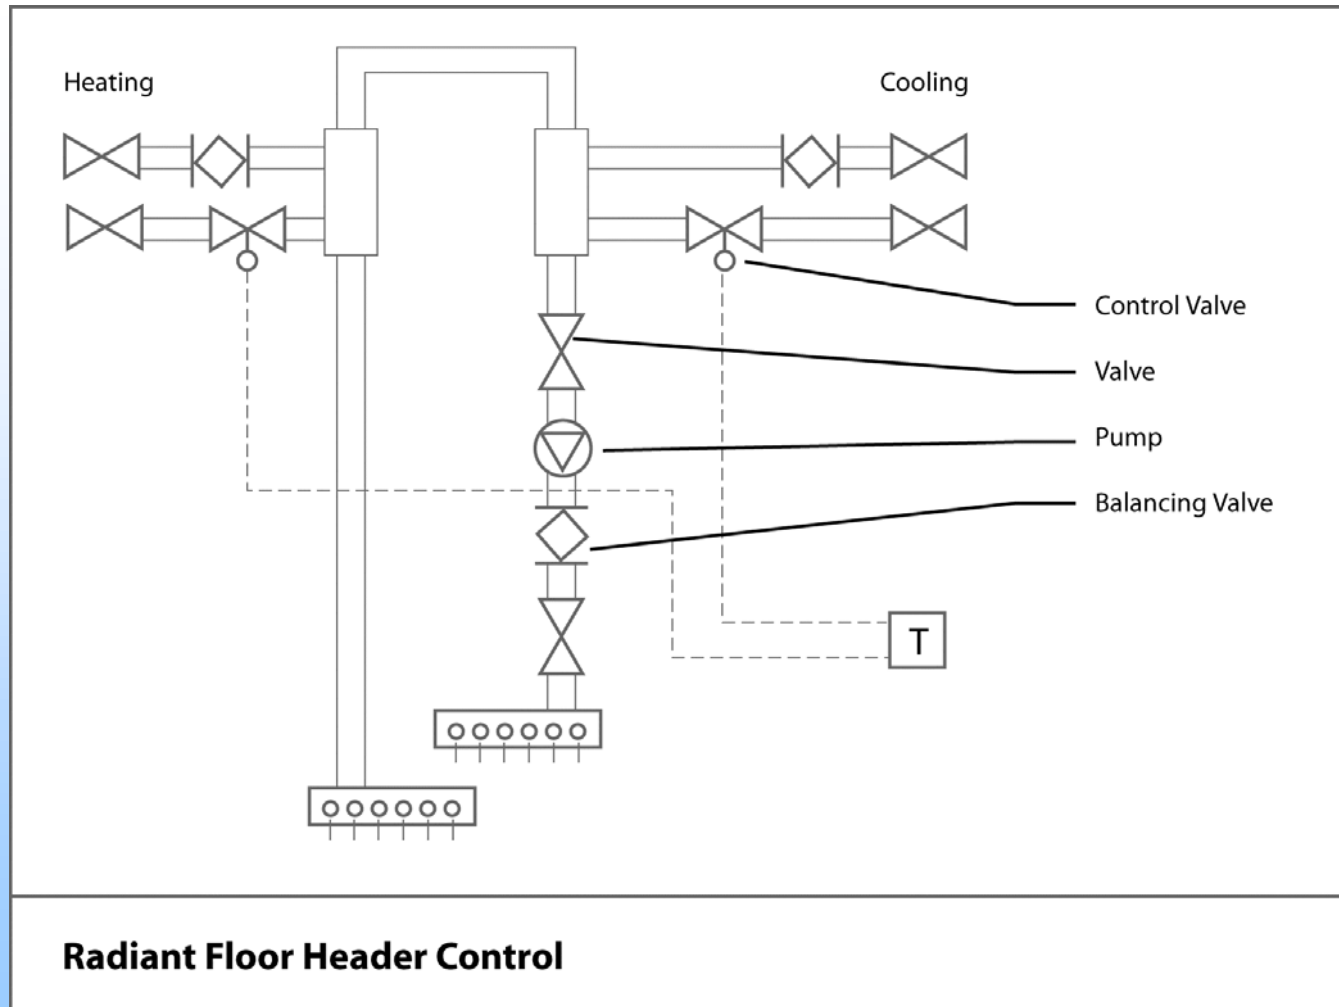 Heating
Cooling
Control Valve
Valve
Pump
Balancing Valve
T
Radiant Floor Header Control